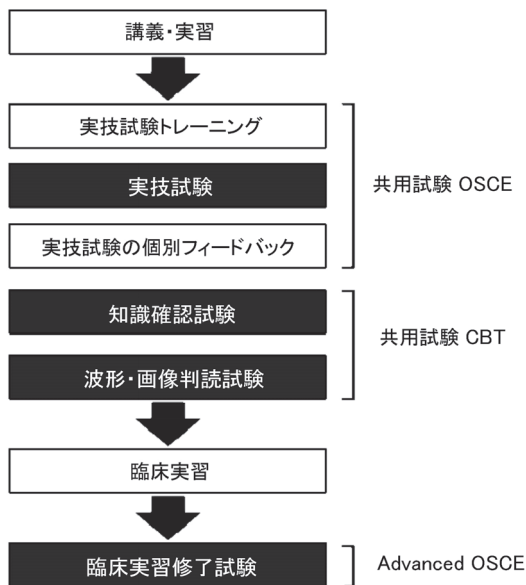 講義・実習
実技試験トレーニング
実技試験
共用試験 OSCE
実技試験の個別フィードバック
知識確認試験
共用試験 CBT
波形・画像判読試験
臨床実習
臨床実習修了試験
Advanced OSCE